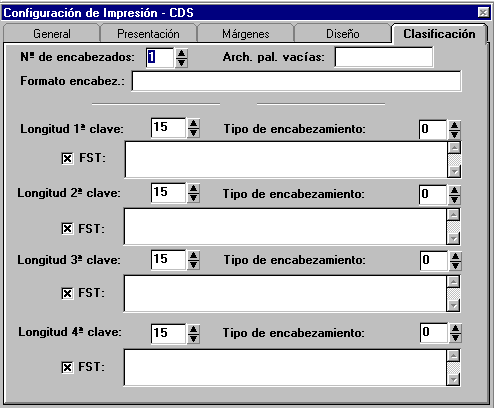 Configuración de Impresión - CDS
General Presentación Márgenes Diseño Clasificación
Nº de encabezados: 1 Arch. pal. vacías:
Formato encabez.:
Longitud 1ª clave: 15 Tipo de encabezamiento: 0
FST:
Longitud 2ª clave: 15 Tipo de encabezamiento: 0
FST:
Longitud 3ª clave: 15 Tipo de encabezamiento: 0
FST:
Longitud 4ª clave: 15 Tipo de encabezamiento: 0
FST: